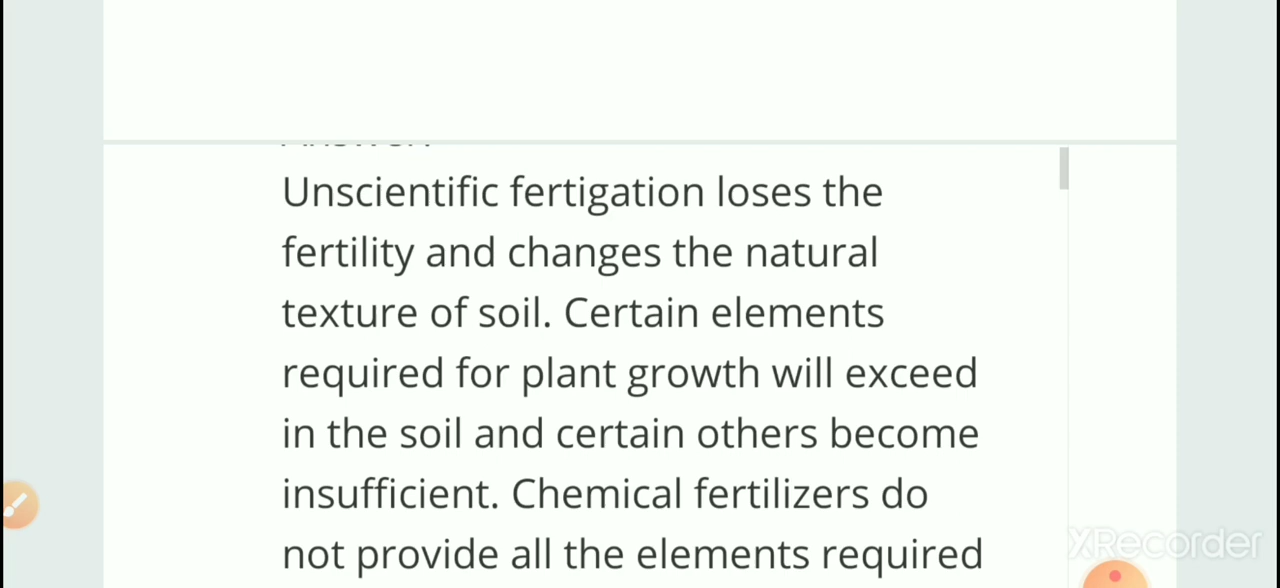 Unscientific fertigation loses the
fertility and changes the natural
texture of soil. Certain elements
required for plant growth will exceed
in the soil and certain others become
insufficient. Chemical fertilizers do
not provide all the elements required
XRecorder